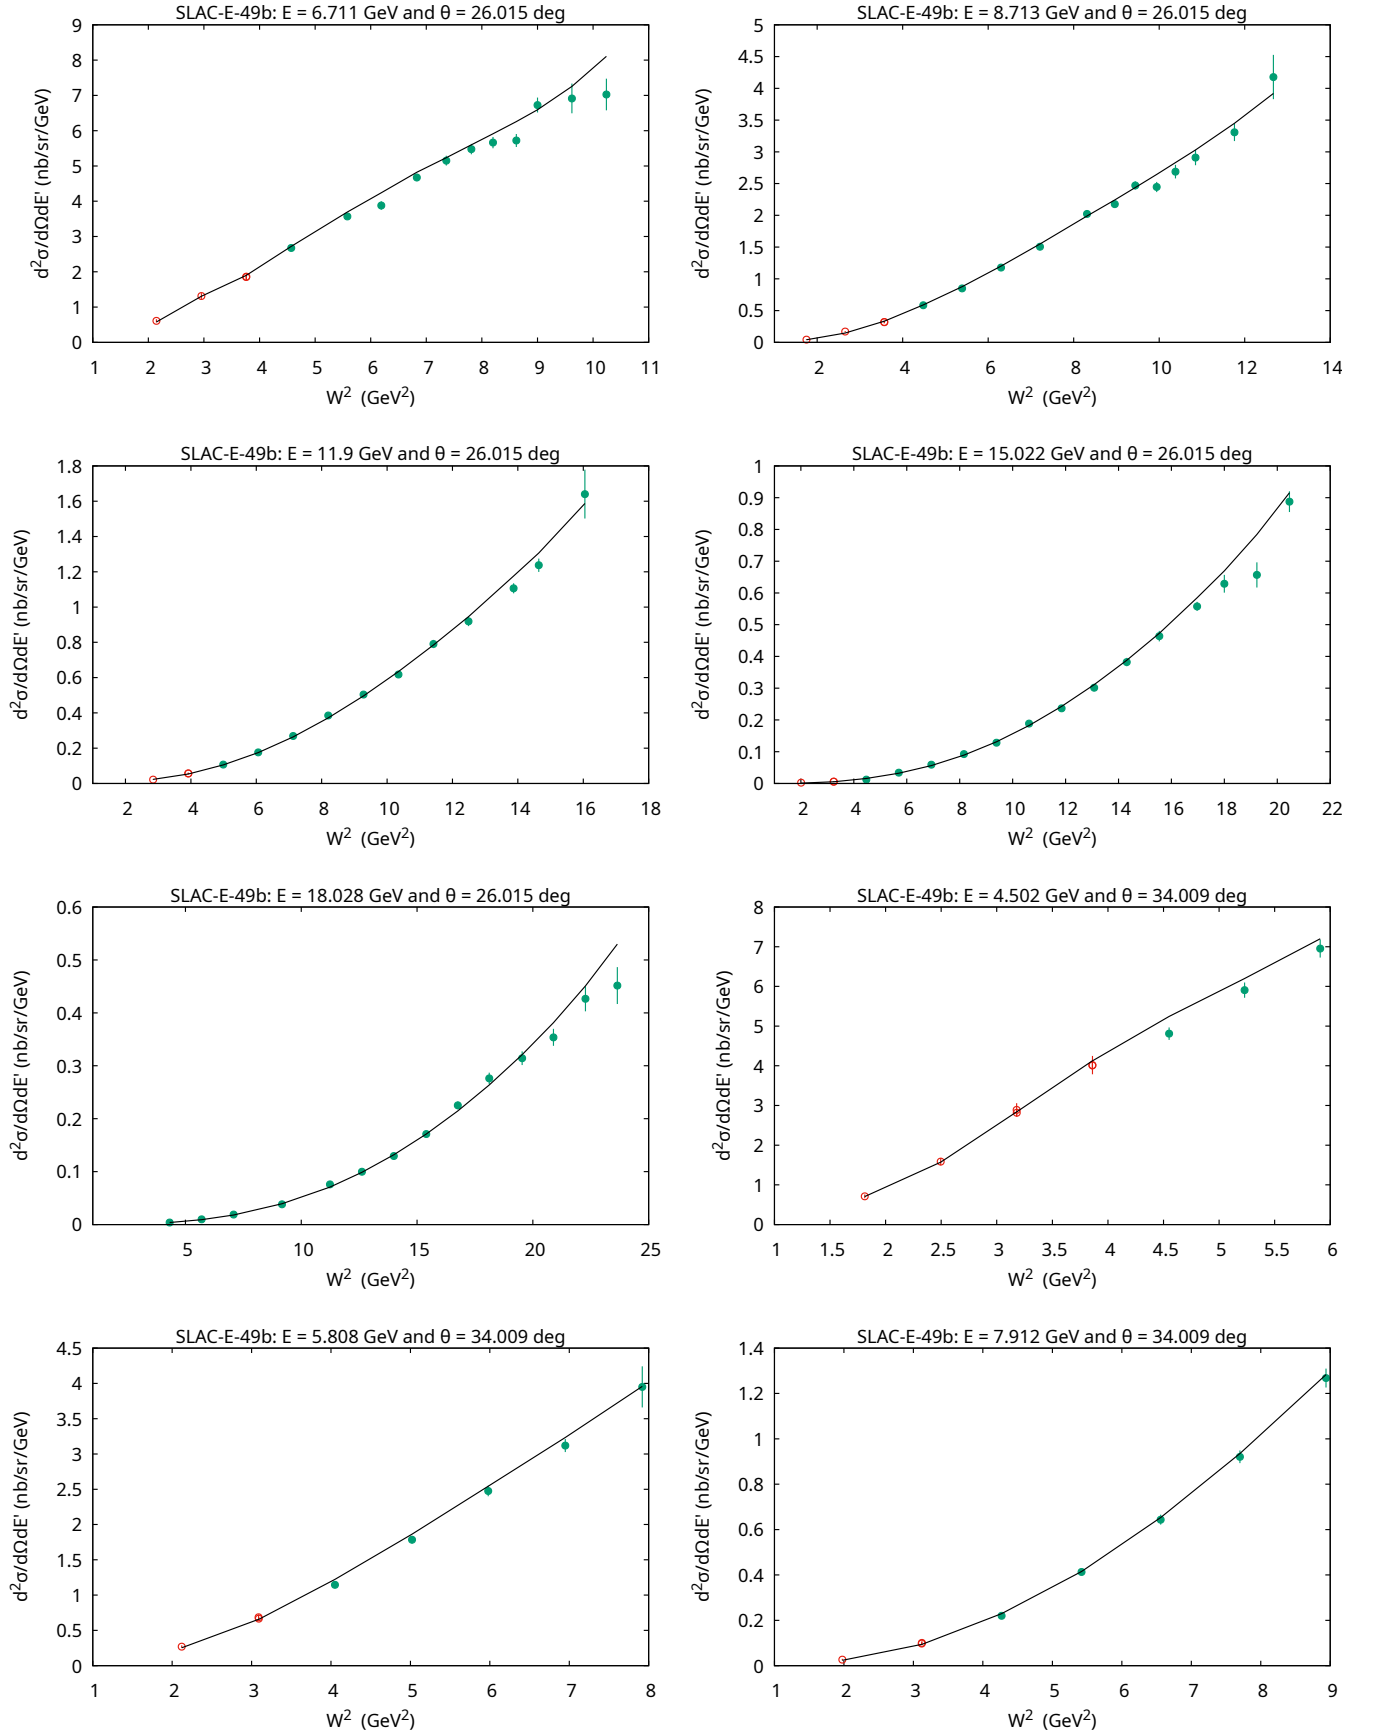 SLAC-E-49b: E = 6.711 GeV and θ = 26.015 deg
9
8
7
6
5
4
3
2
1
0
d²σ/dΩdE' (nb/sr/GeV)
1 2 3 4 5 6 7 8 9 10 11
W² (GeV²)
SLAC-E-49b: E = 8.713 GeV and θ = 26.015 deg
5
4.5
4
3.5
3
2.5
2
1.5
1
0.5
0
d²σ/dΩdE' (nb/sr/GeV)
2 4 6 8 10 12 14
W² (GeV²)
SLAC-E-49b: E = 11.9 GeV and θ = 26.015 deg
1.8
1.6
1.4
1.2
1
0.8
0.6
0.4
0.2
0
d²σ/dΩdE' (nb/sr/GeV)
2 4 6 8 10 12 14 16 18
W² (GeV²)
SLAC-E-49b: E = 15.022 GeV and θ = 26.015 deg
1
0.9
0.8
0.7
0.6
0.5
0.4
0.3
0.2
0.1
0
d²σ/dΩdE' (nb/sr/GeV)
2 4 6 8 10 12 14 16 18 20 22
W² (GeV²)
SLAC-E-49b: E = 18.028 GeV and θ = 26.015 deg
0.6
0.5
0.4
0.3
0.2
0.1
0
d²σ/dΩdE' (nb/sr/GeV)
5 10 15 20 25
W² (GeV²)
SLAC-E-49b: E = 4.502 GeV and θ = 34.009 deg
8
7
6
5
4
3
2
1
0
d²σ/dΩdE' (nb/sr/GeV)
1 1.5 2 2.5 3 3.5 4 4.5 5 5.5 6
W² (GeV²)
SLAC-E-49b: E = 5.808 GeV and θ = 34.009 deg
4.5
4
3.5
3
2.5
2
1.5
1
0.5
0
d²σ/dΩdE' (nb/sr/GeV)
1 2 3 4 5 6 7 8
W² (GeV²)
SLAC-E-49b: E = 7.912 GeV and θ = 34.009 deg
1.4
1.2
1
0.8
0.6
0.4
0.2
0
d²σ/dΩdE' (nb/sr/GeV)
1 2 3 4 5 6 7 8 9
W² (GeV²)